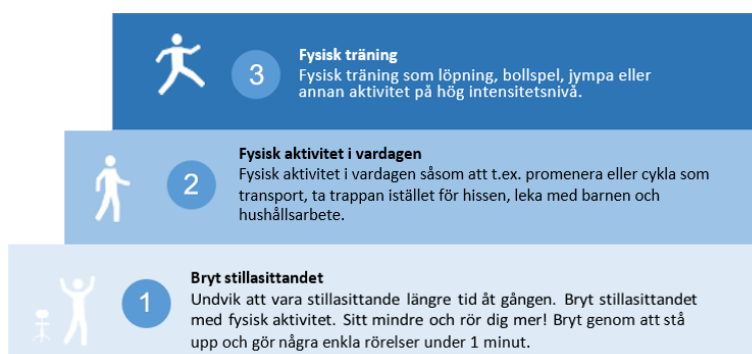 3
Fysisk träning
Fysisk träning som löpning, bollspel, jympa eller
annan aktivitet på hög intensitetsnivå.
2
Fysisk aktivitet i vardagen
Fysisk aktivitet i vardagen såsom att t.ex. promenera eller cykla som
transport, ta trappan istället för hissen, leka med barnen och
hushållsarbete.
1
Bryt stillasittandet
Undvik att vara stillasittande längre tid åt gången. Bryt stillasittandet
med fysisk aktivitet. Sitt mindre och rör dig mer! Bryt genom att stå
upp och gör några enkla rörelser under 1 minut.